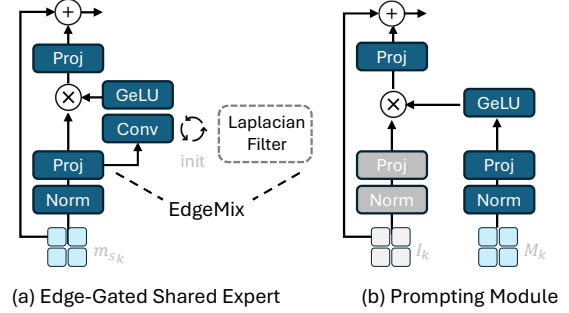 +
+
Proj
Proj
×
GeLU
×
GeLU
Conv
init
Laplacian
Filter
Proj
Proj
Proj
Norm
Norm
Norm
EdgeMix
m_{s_k}
I_k
M_k
(a) Edge-Gated Shared Expert
(b) Prompting Module